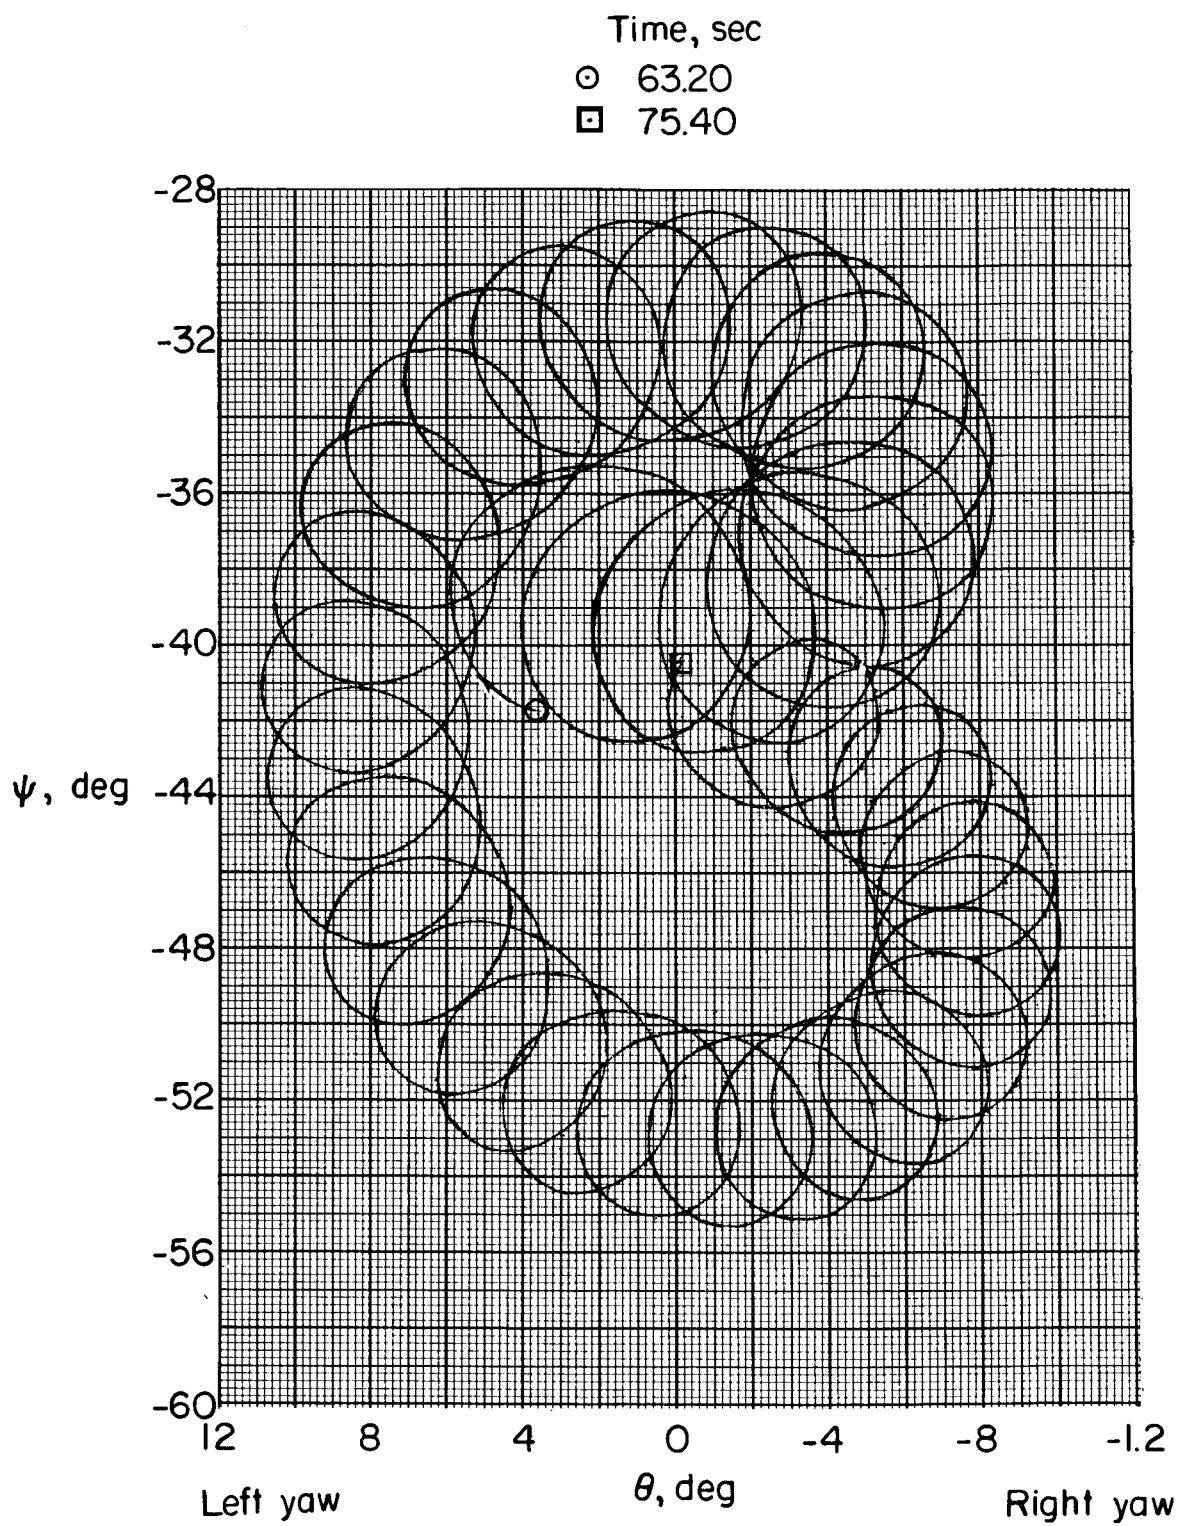 Time, sec
⊙ 63.20
⊡ 75.40
-28
-32
-36
-40
ψ, deg -44
-48
-52
-56
-60
12 8 4 0 -4 -8 -1.2
θ, deg
Left yaw Right yaw